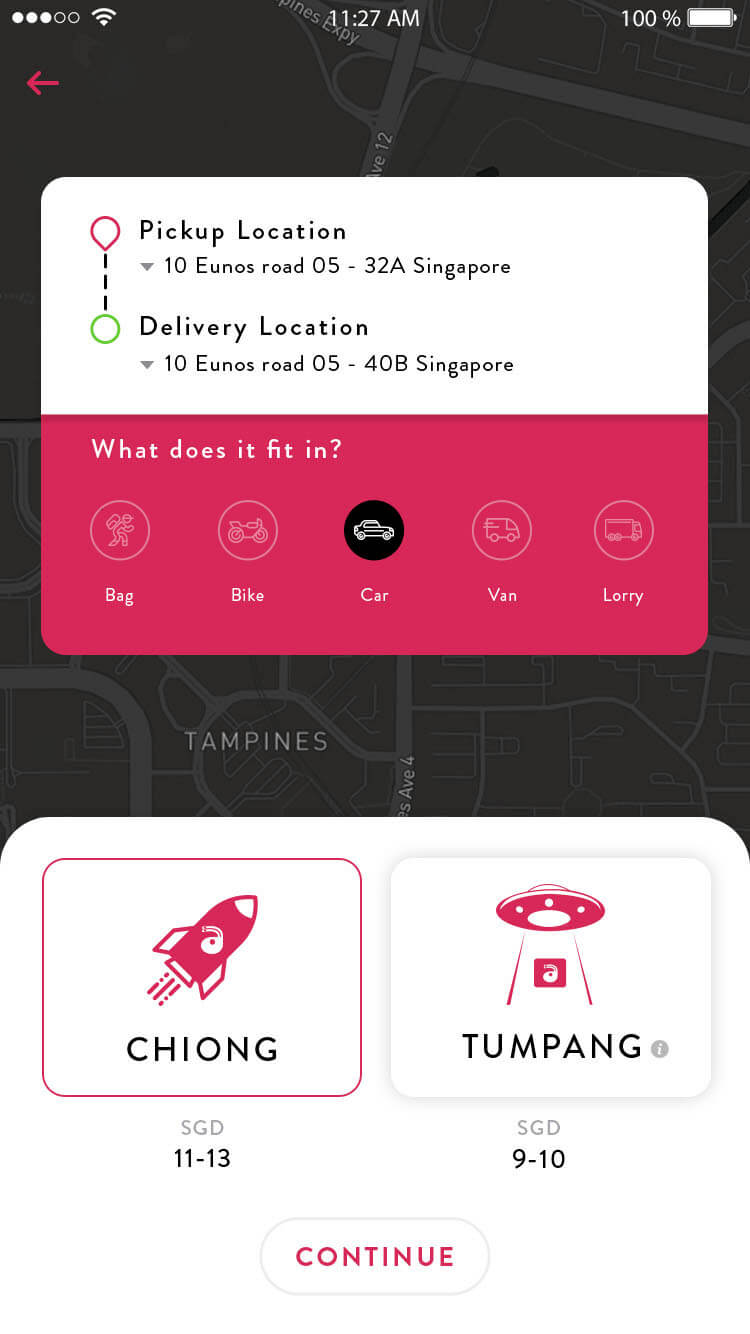 11:27 AM
100 %
pines Expy
Ave 12
Pickup Location
10 Eunos road 05 - 32A Singapore
Delivery Location
10 Eunos road 05 - 40B Singapore
What does it fit in?
Bag Bike Car Van Lorry
TAMPINES
es Ave 4
CHIONG
TUMPANG i
SGD SGD
11-13 9-10
CONTINUE